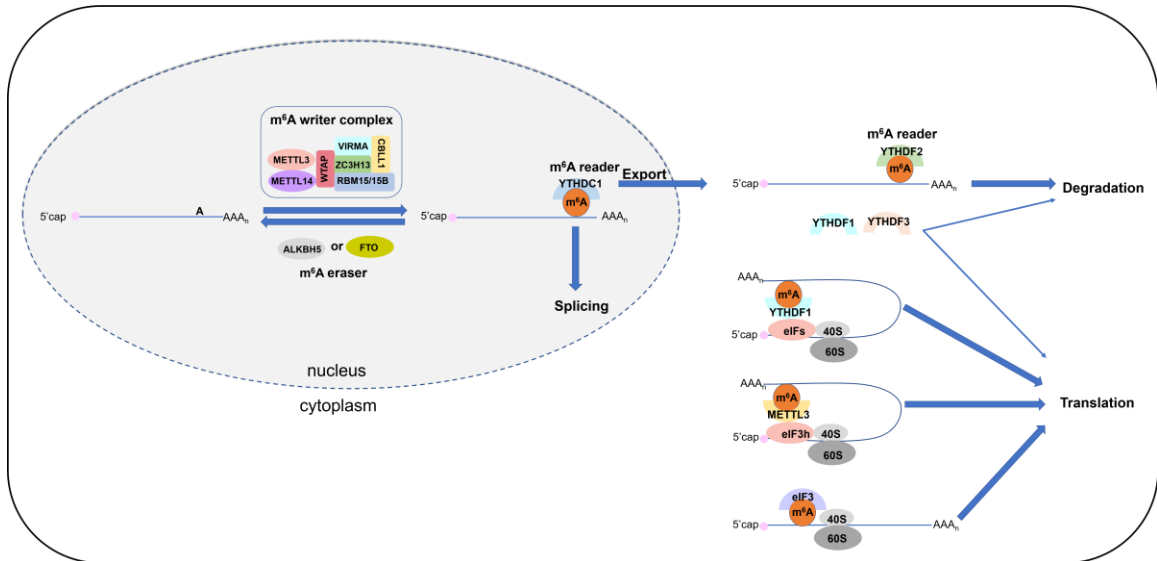 m⁶A writer complex
METTL3
METTL14
WTAP
VIRMA
ZC3H13
RBM15/15B
CBLL1
5'cap
A
AAAn
ALKBH5 or FTO
m⁶A eraser
m⁶A reader
YTHDC1
m⁶A
5'cap
AAAn
Splicing
Export
nucleus
cytoplasm
m⁶A reader
YTHDF2
m⁶A
5'cap
AAAn
Degradation
YTHDF1
YTHDF3
AAAn
m⁶A
YTHDF1
5'cap
eIFs
40S
60S
AAAn
m⁶A
METTL3
5'cap
eIF3h
40S
60S
Translation
eIF3
m⁶A
40S
5'cap
60S
AAAn